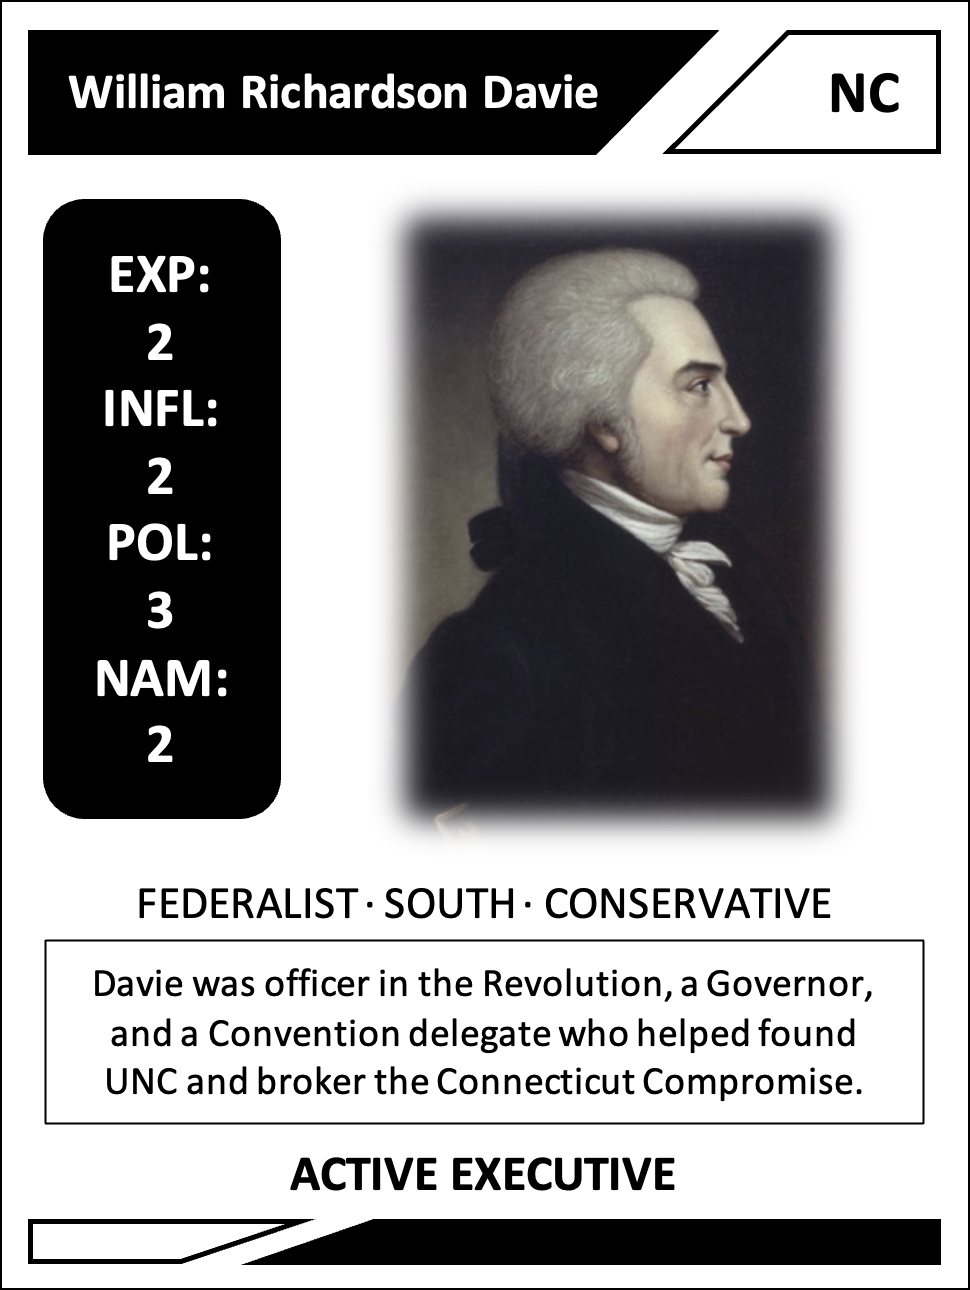 William Richardson Davie
NC
EXP:
2
INFL:
2
POL:
3
NAM:
2
FEDERALIST · SOUTH · CONSERVATIVE
Davie was officer in the Revolution, a Governor,
and a Convention delegate who helped found
UNC and broker the Connecticut Compromise.
ACTIVE EXECUTIVE